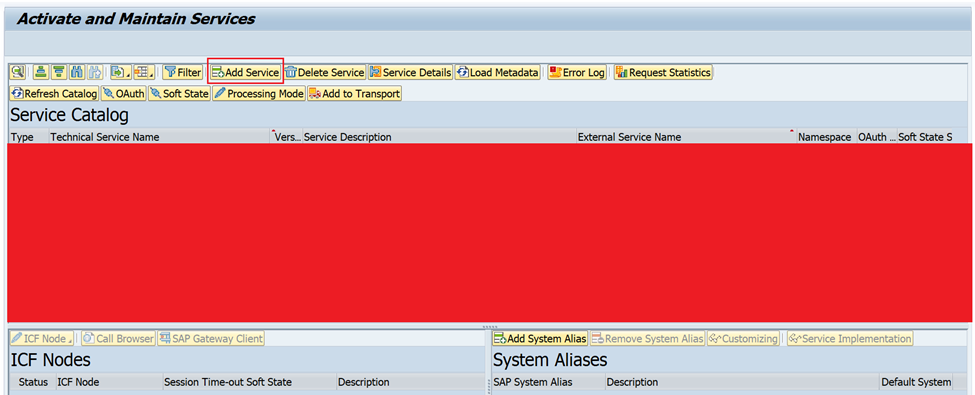 Activate and Maintain Services
Filter Add Service Delete Service Service Details Load Metadata Error Log Request Statistics
Refresh Catalog OAuth Soft State Processing Mode Add to Transport
Service Catalog
Type Technical Service Name Vers... Service Description External Service Name Namespace OAuth ... Soft State S
ICF Node Call Browser SAP Gateway Client Add System Alias Remove System Alias Customizing Service Implementation
ICF Nodes System Aliases
Status ICF Node Session Time-out Soft State Description SAP System Alias Description Default System